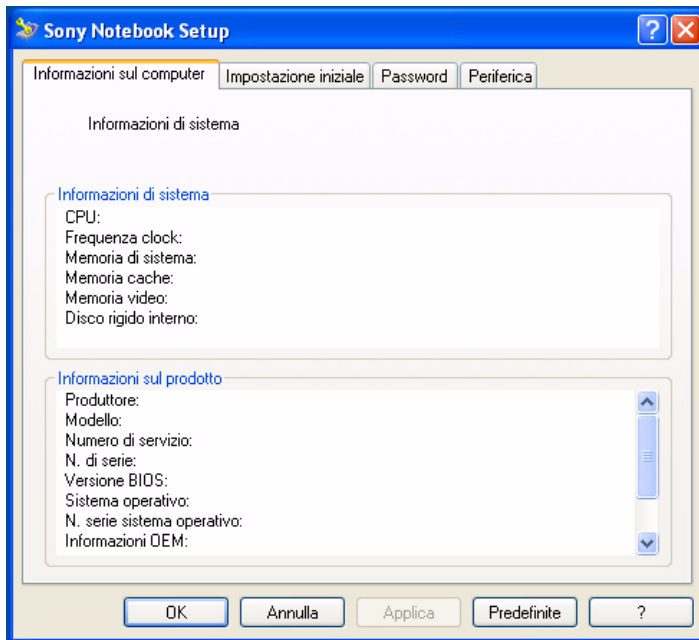 Sony Notebook Setup
Informazioni sul computer Impostazione iniziale Password Periferica
Informazioni di sistema
Informazioni di sistema
CPU:
Frequenza clock:
Memoria di sistema:
Memoria cache:
Memoria video:
Disco rigido interno:
Informazioni sul prodotto
Produttore:
Modello:
Numero di servizio:
N. di serie:
Versione BIOS:
Sistema operativo:
N. serie sistema operativo:
Informazioni OEM:
OK Annulla Applica Predefinite ?